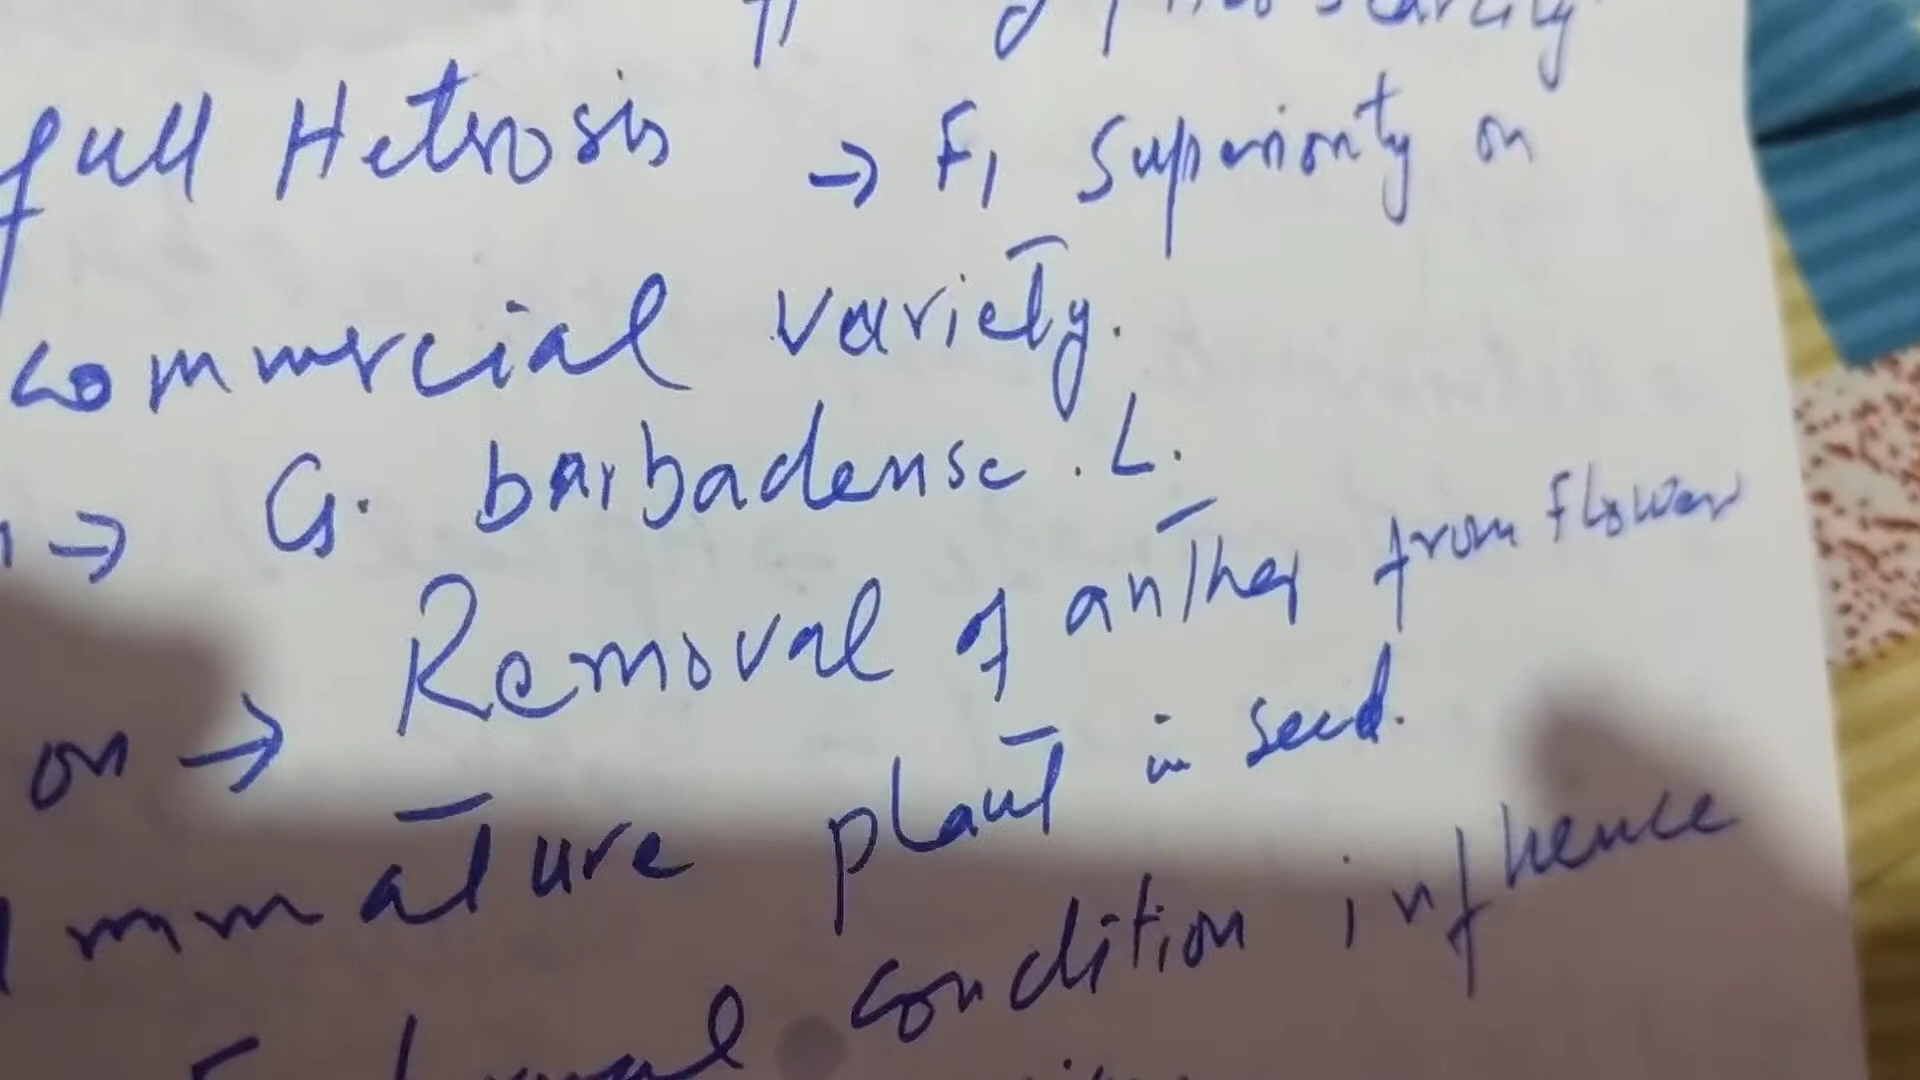 full Hetrosis → F1 Superiority on
commercial variety.
→ G. barbadense. L.
on → Removal of anther from flower
Immature plant in seed.
condition influence